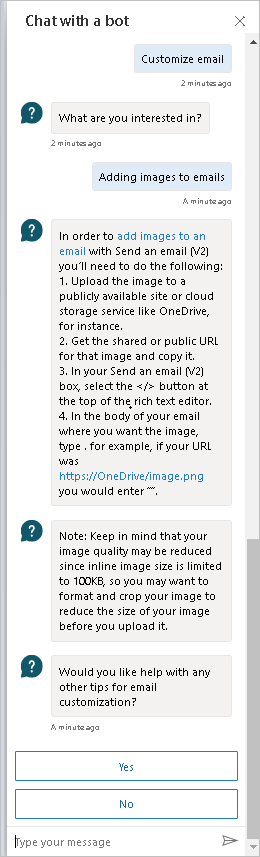 Chat with a bot
Customize email
2 minutes ago
What are you interested in?
2 minutes ago
Adding images to emails
A minute ago
In order to add images to an
email with Send an email (V2)
you'll need to do the following:
1. Upload the image to a
publicly available site or cloud
storage service like OneDrive,
for instance.
2. Get the shared or public URL
for that image and copy it.
3. In your Send an email (V2)
box, select the </> button at
the top of the rich text editor.
4. In the body of your email
where you want the image,
type . for example, if your URL
was
https://OneDrive/image.png
you would enter "".
Note: Keep in mind that your
image quality may be reduced
since inline image size is limited
to 100KB, so you may want to
format and crop your image to
reduce the size of your image
before you upload it.
Would you like help with any
other tips for email
customization?
A minute ago
Yes
No
Type your message